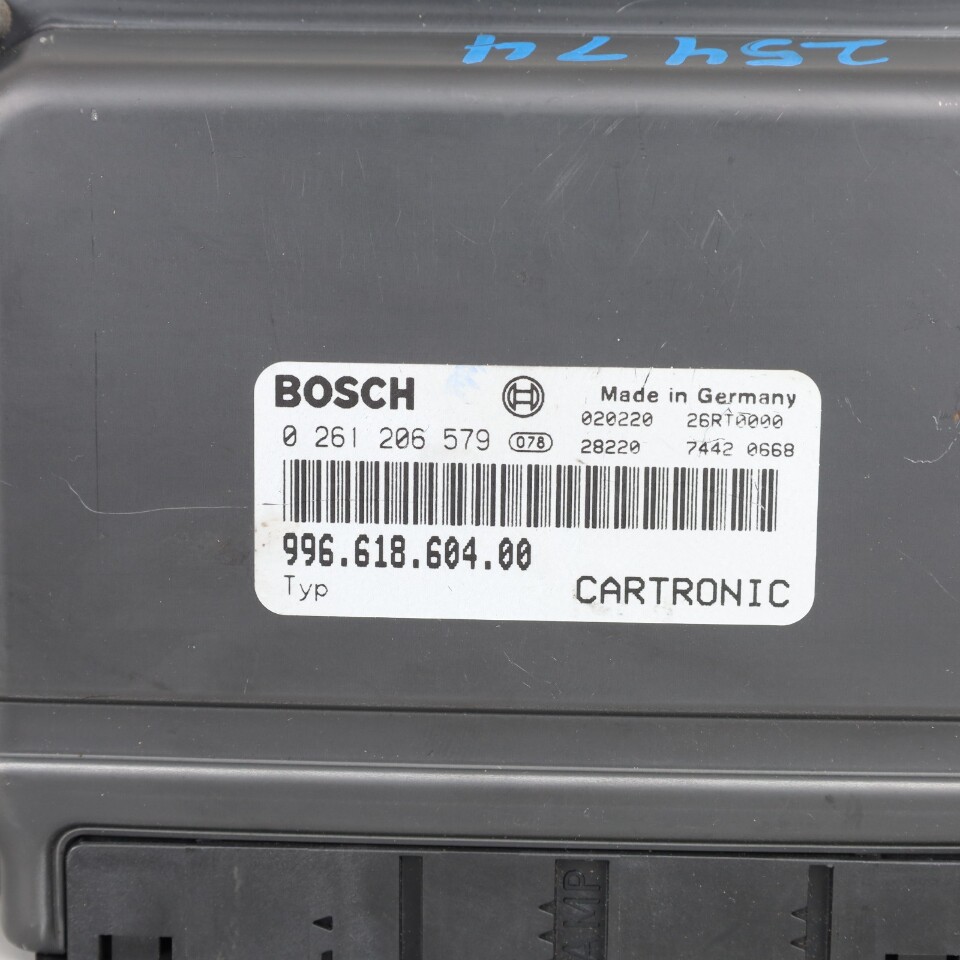 25474
BOSCH Made in Germany
020220 26RT0000
0 261 206 579 078 28220 7442 0668
996.618.604.00
Typ CARTRONIC
AMP